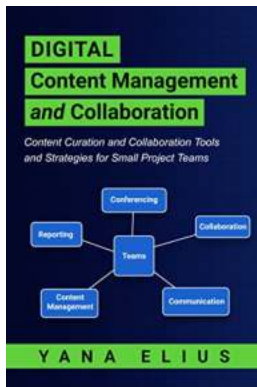 DIGITAL
Content Management
and Collaboration
Content Curation and Collaboration Tools
and Strategies for Small Project Teams
Conferencing
Reporting
Collaboration
Teams
Content
Management
Communication
YANA ELIUS